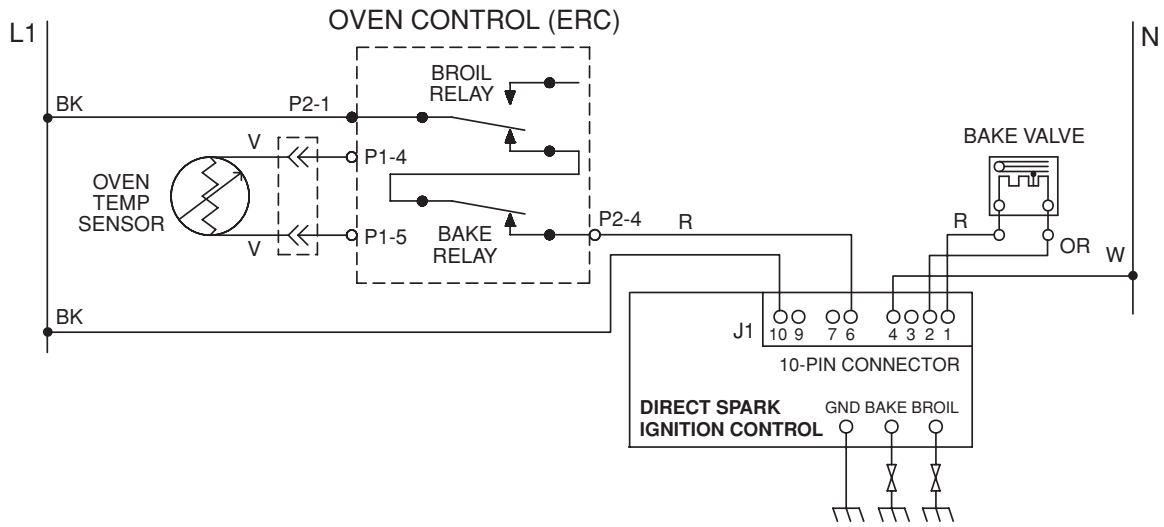 OVEN CONTROL (ERC)
L1
N
BROIL
RELAY
BK
P2-1
BAKE VALVE
V
P1-4
OVEN
TEMP
SENSOR
P2-4
R
R
OR
V
P1-5
BAKE
RELAY
W
BK
J1
10 9 7 6 4 3 2 1
10-PIN CONNECTOR
DIRECT SPARK
IGNITION CONTROL
GND BAKE BROIL